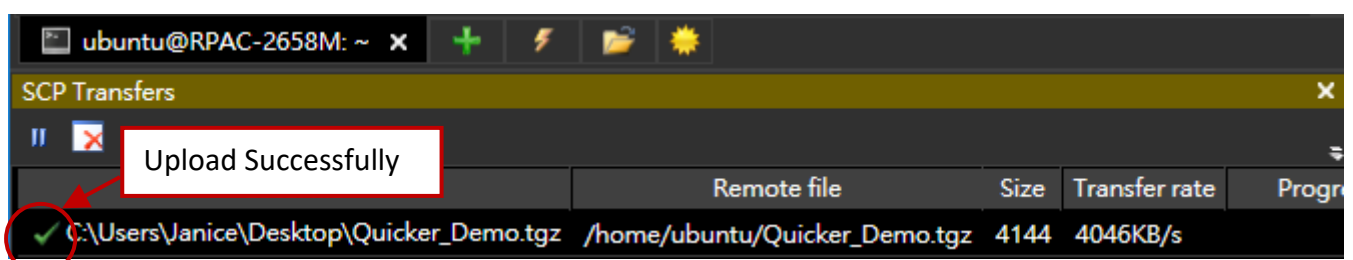 ubuntu@RPAC-2658M: ~ x
SCP Transfers
Upload Successfully
Remote file Size Transfer rate Progre
C:\Users\Janice\Desktop\Quicker_Demo.tgz /home/ubuntu/Quicker_Demo.tgz 4144 4046KB/s